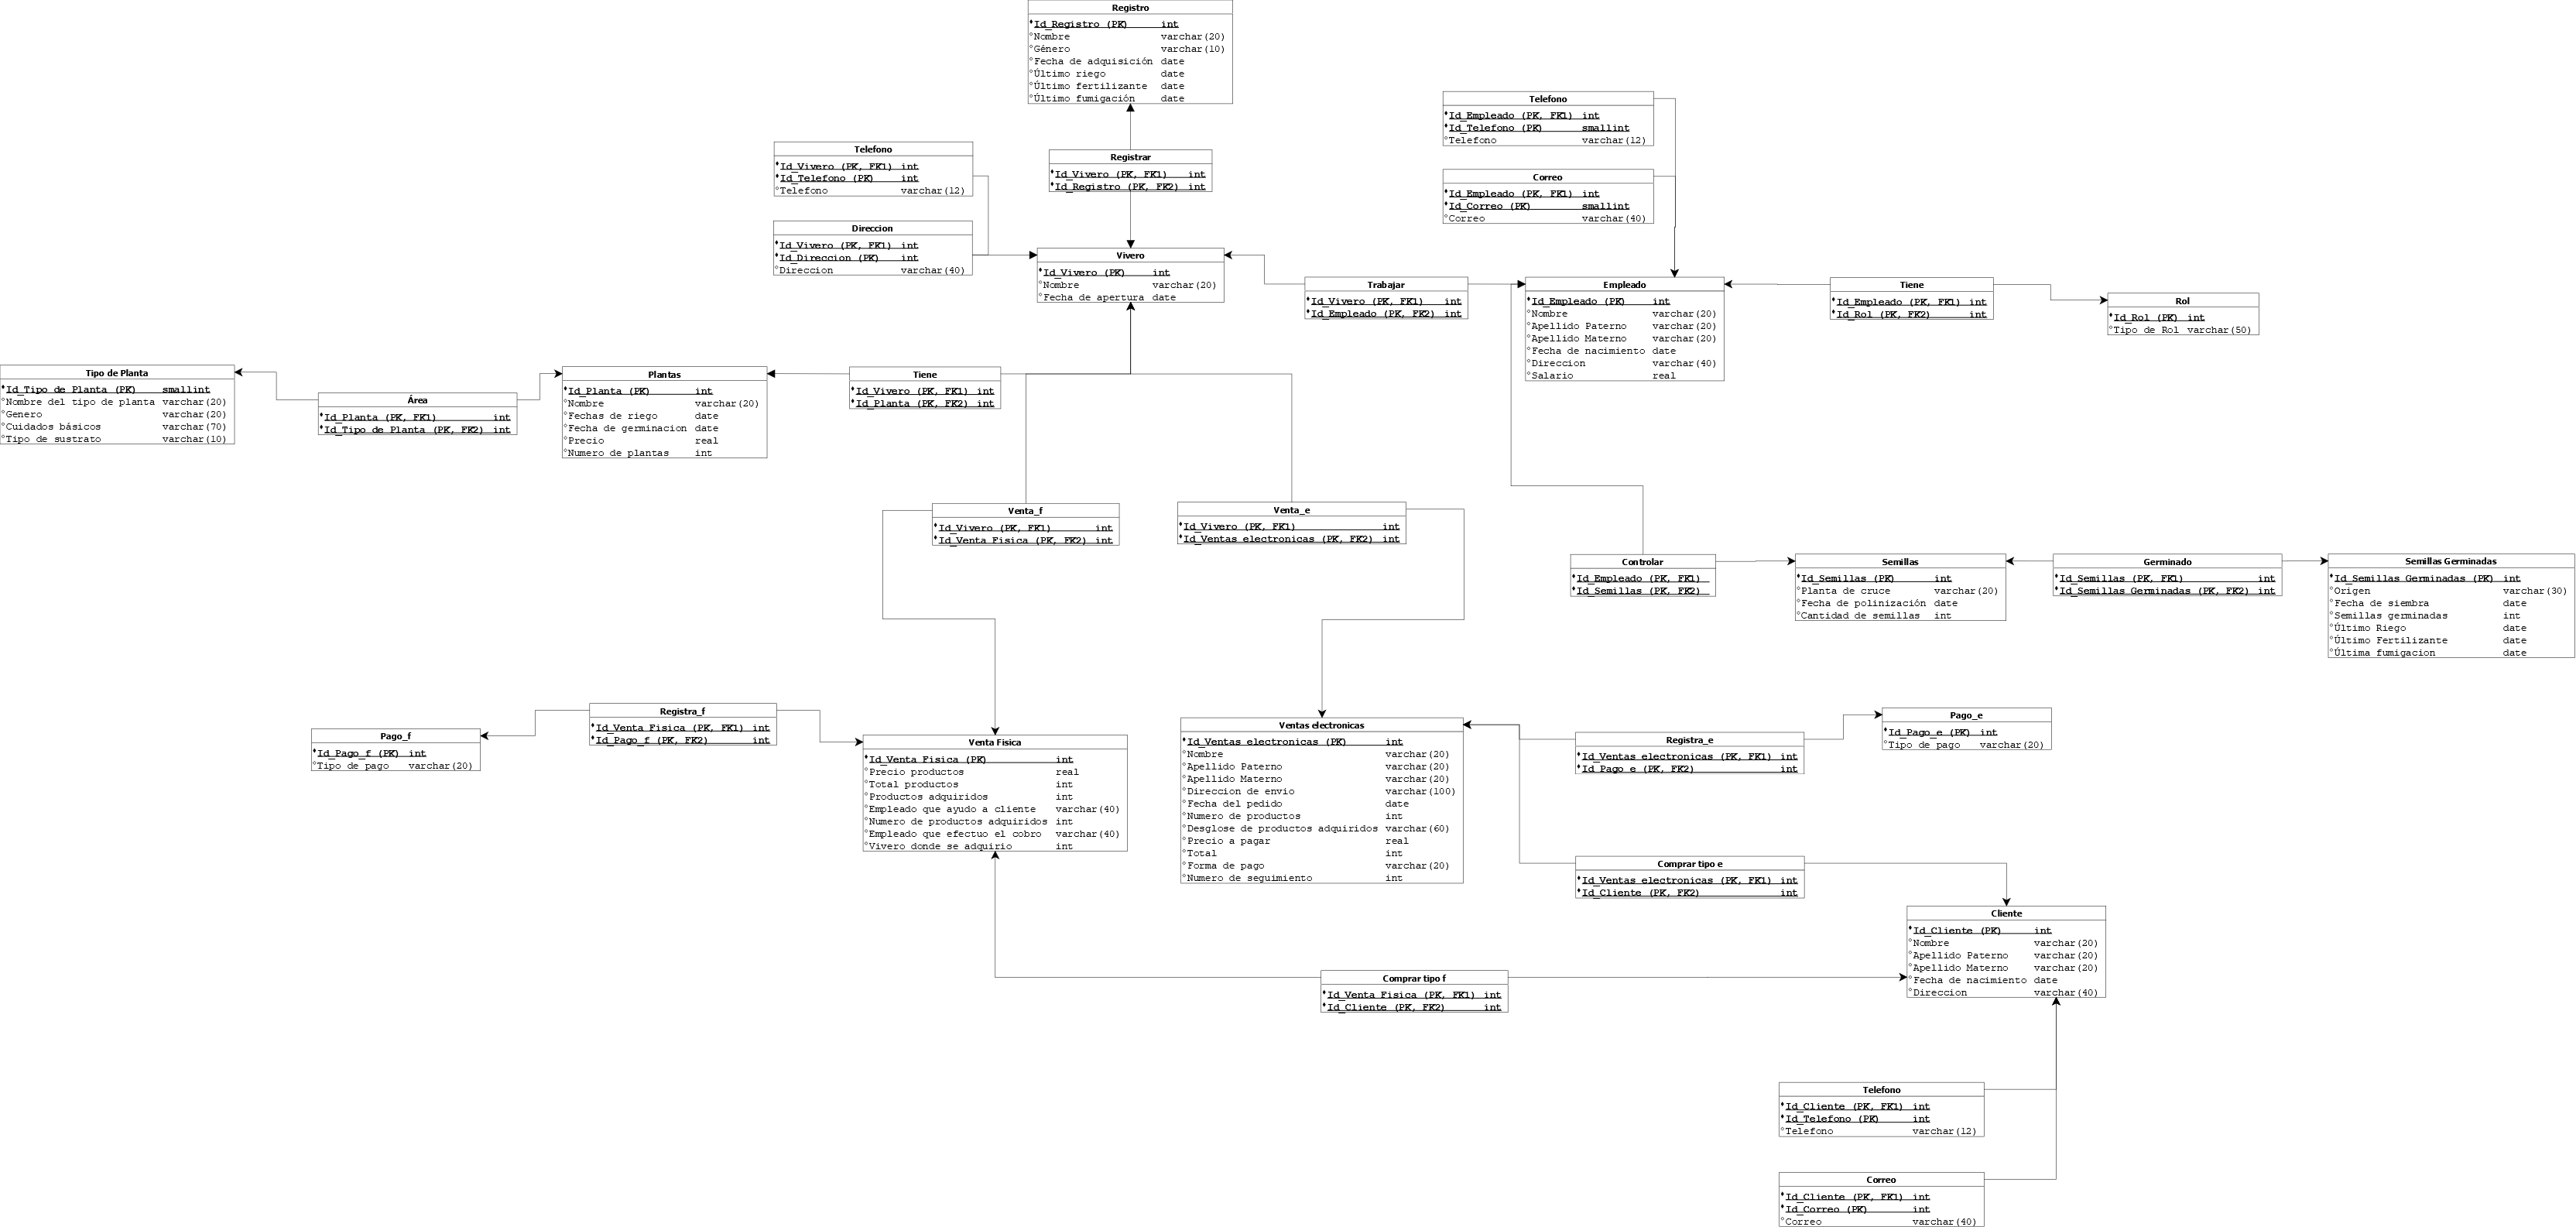 Registro
Id_Registro (PK) int
Nombre varchar(20)
Género varchar(10)
Fecha de adquisición date
Último riego date
Último fertilizante date
Último fumigación date
Telefono
Id_Empleado (PK, FK1) int
Id_Telefono (PK) smallint
Telefono varchar(12)
Telefono
Id_Vivero (PK, FK1) int
Id_Telefono (PK) int
Telefono varchar(12)
Registrar
Id_Vivero (PK, FK1) int
Id_Registro (PK, FK2) int
Correo
Id_Empleado (PK, FK1) int
Id_Correo (PK) smallint
Correo varchar(40)
Direccion
Id_Vivero (PK, FK1) int
Id_Direccion (PK) int
Direccion varchar(40)
Vivero
Id_Vivero (PK) int
Nombre varchar(20)
Fecha de apertura date
Trabajar
Id_Vivero (PK, FK1) int
Id_Empleado (PK, FK2) int
Empleado
Id_Empleado (PK) int
Nombre varchar(20)
Apellido Paterno varchar(20)
Apellido Materno varchar(20)
Fecha de nacimiento date
Direccion varchar(40)
Salario real
Tiene
Id_Empleado (PK, FK1) int
Id_Rol (PK, FK2) int
Rol
Id_Rol (PK) int
Tipo de Rol varchar(50)
Tipo de Planta
Id_Tipo de Planta (PK) smallint
Nombre del tipo de planta varchar(20)
Genero varchar(20)
Cuidados básicos varchar(70)
Tipo de sustrato varchar(10)
Área
Id_Planta (PK, FK1) int
Id_Tipo de Planta (PK, FK2) int
Plantas
Id_Planta (PK) int
Nombre varchar(20)
Fechas de riego date
Fecha de germinacion date
Precio real
Numero de plantas int
Tiene
Id_Vivero (PK, FK1) int
Id_Planta (PK, FK2) int
Venta_f
Id_Vivero (PK, FK1) int
Id_Venta Fisica (PK, FK2) int
Venta_e
Id_Vivero (PK, FK1) int
Id_Ventas electronicas (PK, FK2) int
Controlar
Id_Empleado (PK, FK1)
Id_Semillas (PK, FK2)
Semillas
Id_Semillas (PK) int
Planta de cruce varchar(20)
Fecha de polinización date
Cantidad de semillas int
Germinado
Id_Semillas (PK, FK1) int
Id_Semillas Germinadas (PK, FK2) int
Semillas Germinadas
Id_Semillas Germinadas (PK) int
Origen varchar(30)
Fecha de siembra date
Semillas germinadas int
Último Riego date
Último Fertilizante date
Última fumigacion date
Pago_f
Id_Pago_f (PK) int
Tipo de pago varchar(20)
Registra_f
Id_Venta Fisica (PK, FK1) int
Id_Pago_f (PK, FK2) int
Venta Fisica
Id_Venta Fisica (PK) int
Precio productos real
Total productos int
Productos adquiridos int
Empleado que ayudo a cliente varchar(40)
Numero de productos adquiridos int
Empleado que efectuo el cobro varchar(40)
Vivero donde se adquirio int
Ventas electronicas
Id_Ventas electronicas (PK) int
Nombre varchar(20)
Apellido Paterno varchar(20)
Apellido Materno varchar(20)
Direccion de envio varchar(100)
Fecha del pedido date
Numero de productos int
Desglose de productos adquiridos varchar(60)
Precio a pagar real
Total int
Forma de pago varchar(20)
Numero de seguimiento int
Registra_e
Id_Ventas electronicas (PK, FK1) int
Id_Pago_e (PK, FK2) int
Pago_e
Id_Pago_e (PK) int
Tipo de pago varchar(20)
Comprar tipo e
Id_Ventas electronicas (PK, FK1) int
Id_Cliente (PK, FK2) int
Cliente
Id_Cliente (PK) int
Nombre varchar(20)
Apellido Paterno varchar(20)
Apellido Materno varchar(20)
Fecha de nacimiento date
Direccion varchar(40)
Comprar tipo f
Id_Venta Fisica (PK, FK1) int
Id_Cliente (PK, FK2) int
Telefono
Id_Cliente (PK, FK1) int
Id_Telefono (PK) int
Telefono varchar(12)
Correo
Id_Cliente (PK, FK1) int
Id_Correo (PK) int
Correo varchar(40)